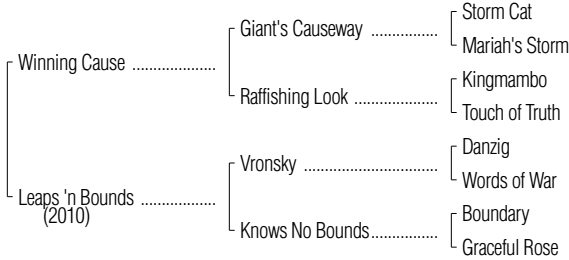 Storm Cat
Giant's Causeway ................
Mariah's Storm
Winning Cause ....................
Kingmambo
Raffishing Look ....................
Touch of Truth
Danzig
Vronsky ................................
Words of War
Leaps 'n Bounds ..................
(2010)
Boundary
Knows No Bounds................
Graceful Rose